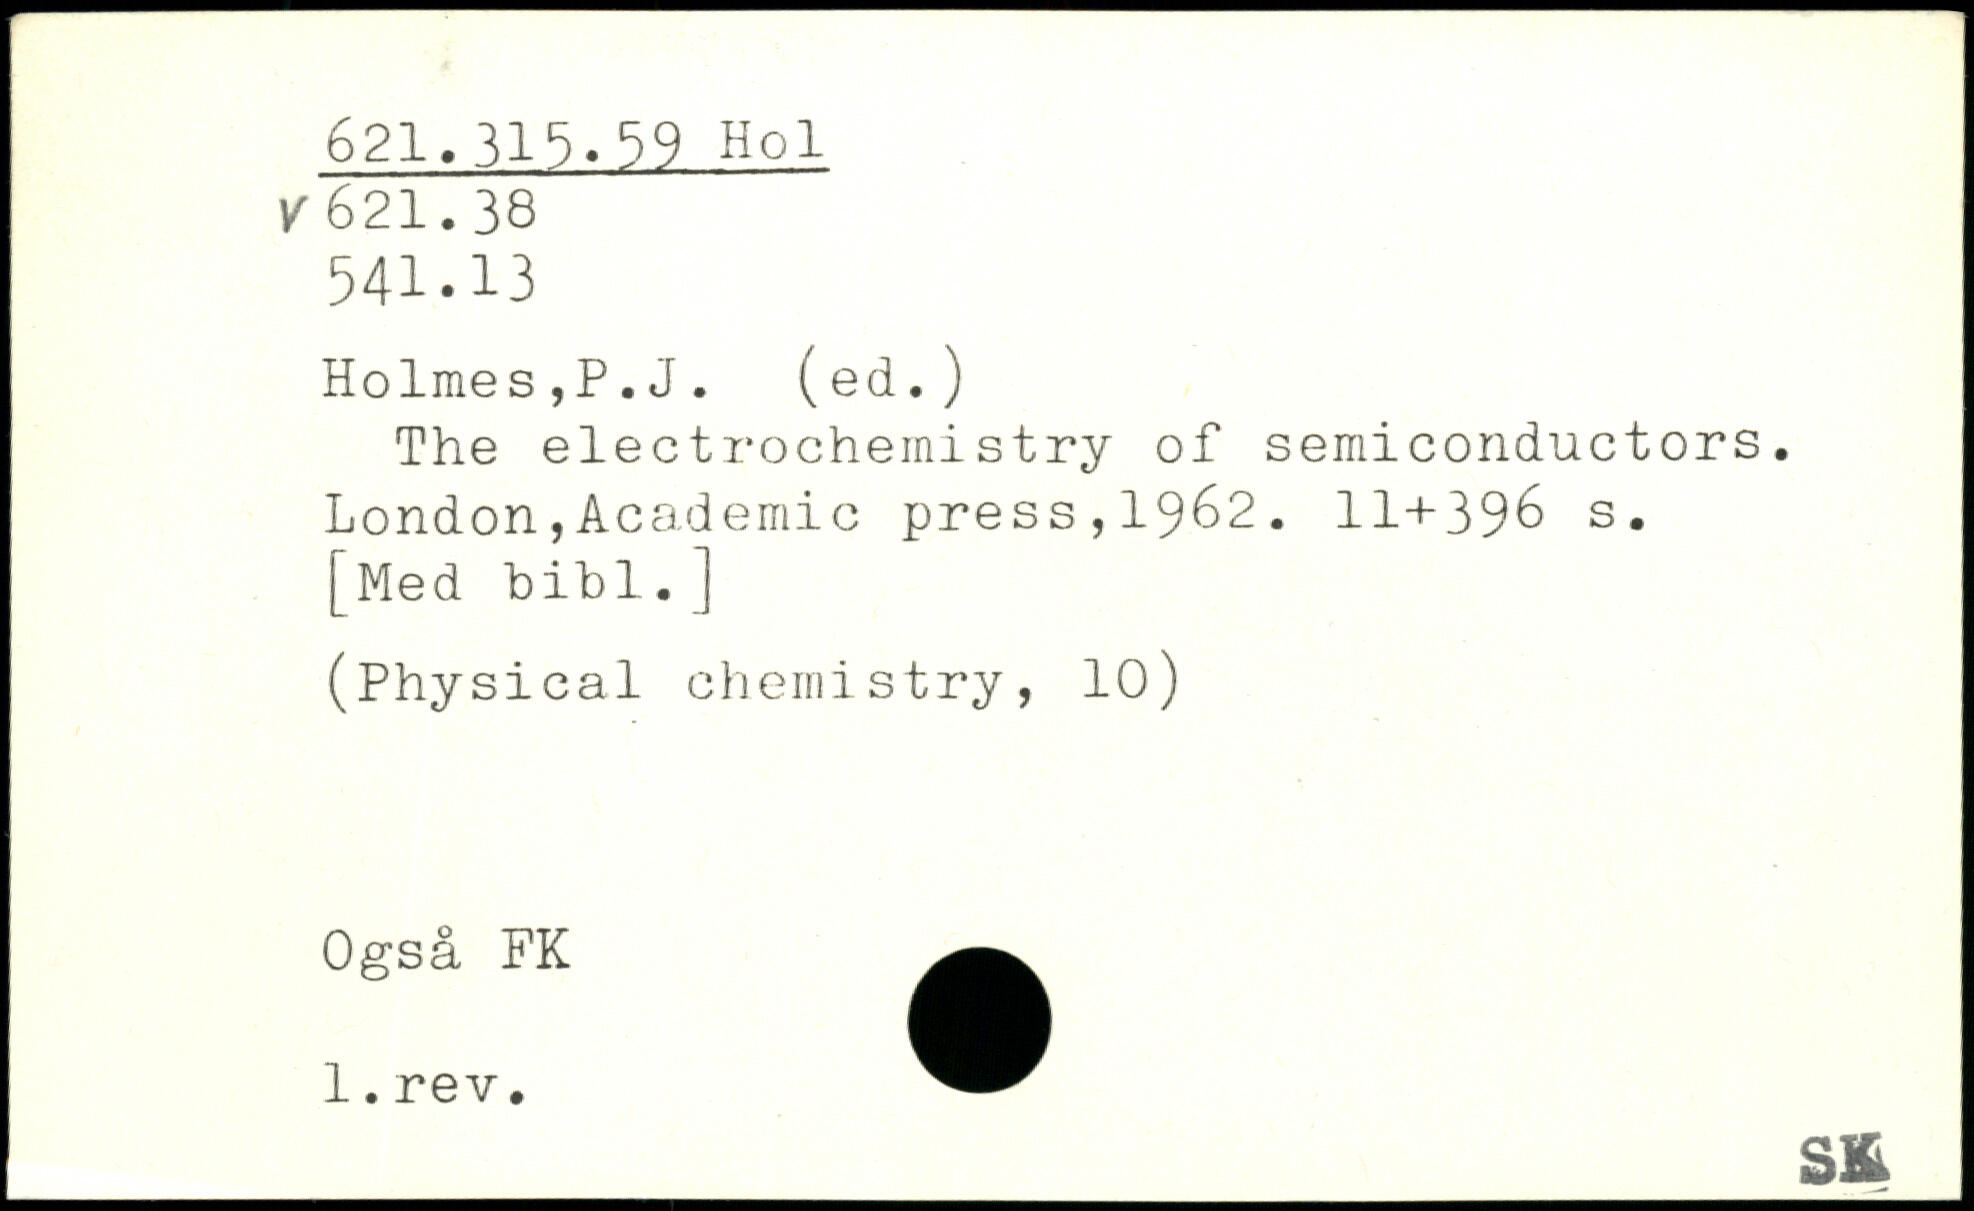 621.315.59 Hol
V 621.38
541.13
Holmes,P.J. (ed.)
The electrochemistry of semiconductors.
London,Academic press,1962. 11+396 s.
[Med bibl.]
(Physical chemistry, 10)
Også FK
1.rev.
SK